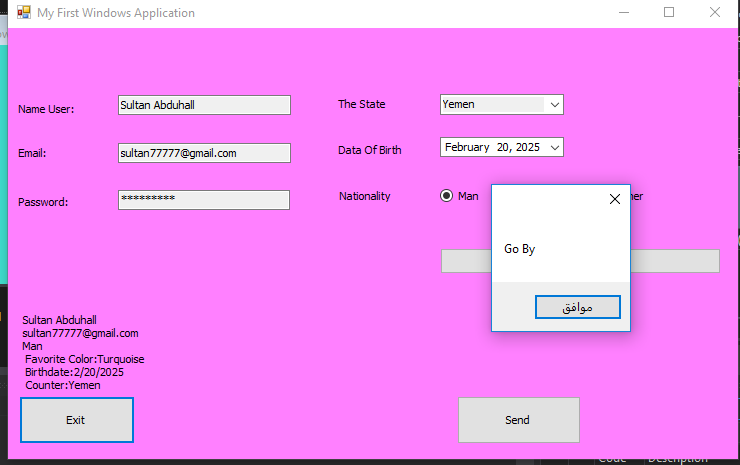 My First Windows Application
Name User:
Sultan Abduhall
The State
Yemen
Email:
sultan77777@gmail.com
Data Of Birth
February 20, 2025
Password:
*********
Nationality
Man
Go By
موافق
Sultan Abduhall
sultan77777@gmail.com
Man
Favorite Color:Turquoise
Birthdate:2/20/2025
Counter:Yemen
Exit
Send
Code
Description